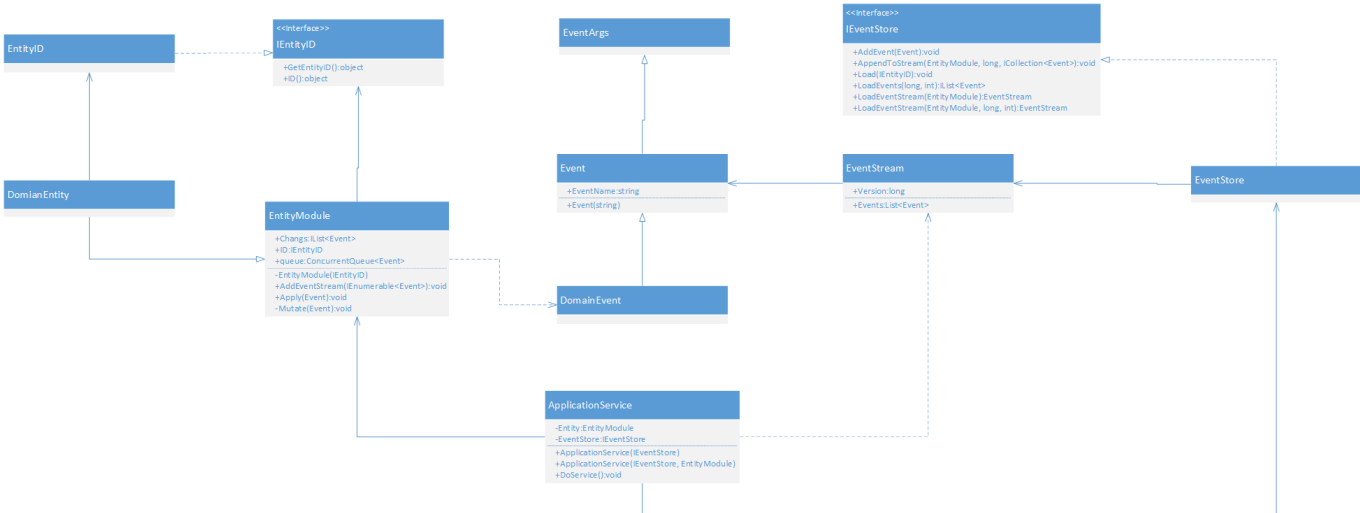 EntityID
<<Interface>>
IEntityID
+GetEntityID():object
+ID():object
EventArgs
<<Interface>>
IEventStore
+AddEvent(Event):void
+AppendToStream(EntityModule, long, ICollection<Event>):void
+Load(IEntityID):void
+LoadEvents(long, int):IList<Event>
+LoadEventStream(EntityModule):EventStream
+LoadEventStream(EntityModule, long, int):EventStream
DomianEntity
EntityModule
+Changs:IList<Event>
+ID:IEntityID
+queue:ConcurrentQueue<Event>
-EntityModule(IEntityID)
+AddEventStream(IEnumerable<Event>):void
+Apply(Event):void
-Mutate(Event):void
Event
+EventName:string
+Event(string)
EventStream
+Version:long
+Events:List<Event>
EventStore
DomainEvent
ApplicationService
-Entity:EntityModule
-EventStore:IEventStore
+ApplicationService(IEventStore)
+ApplicationService(IEventStore, EntityModule)
+DoService():void